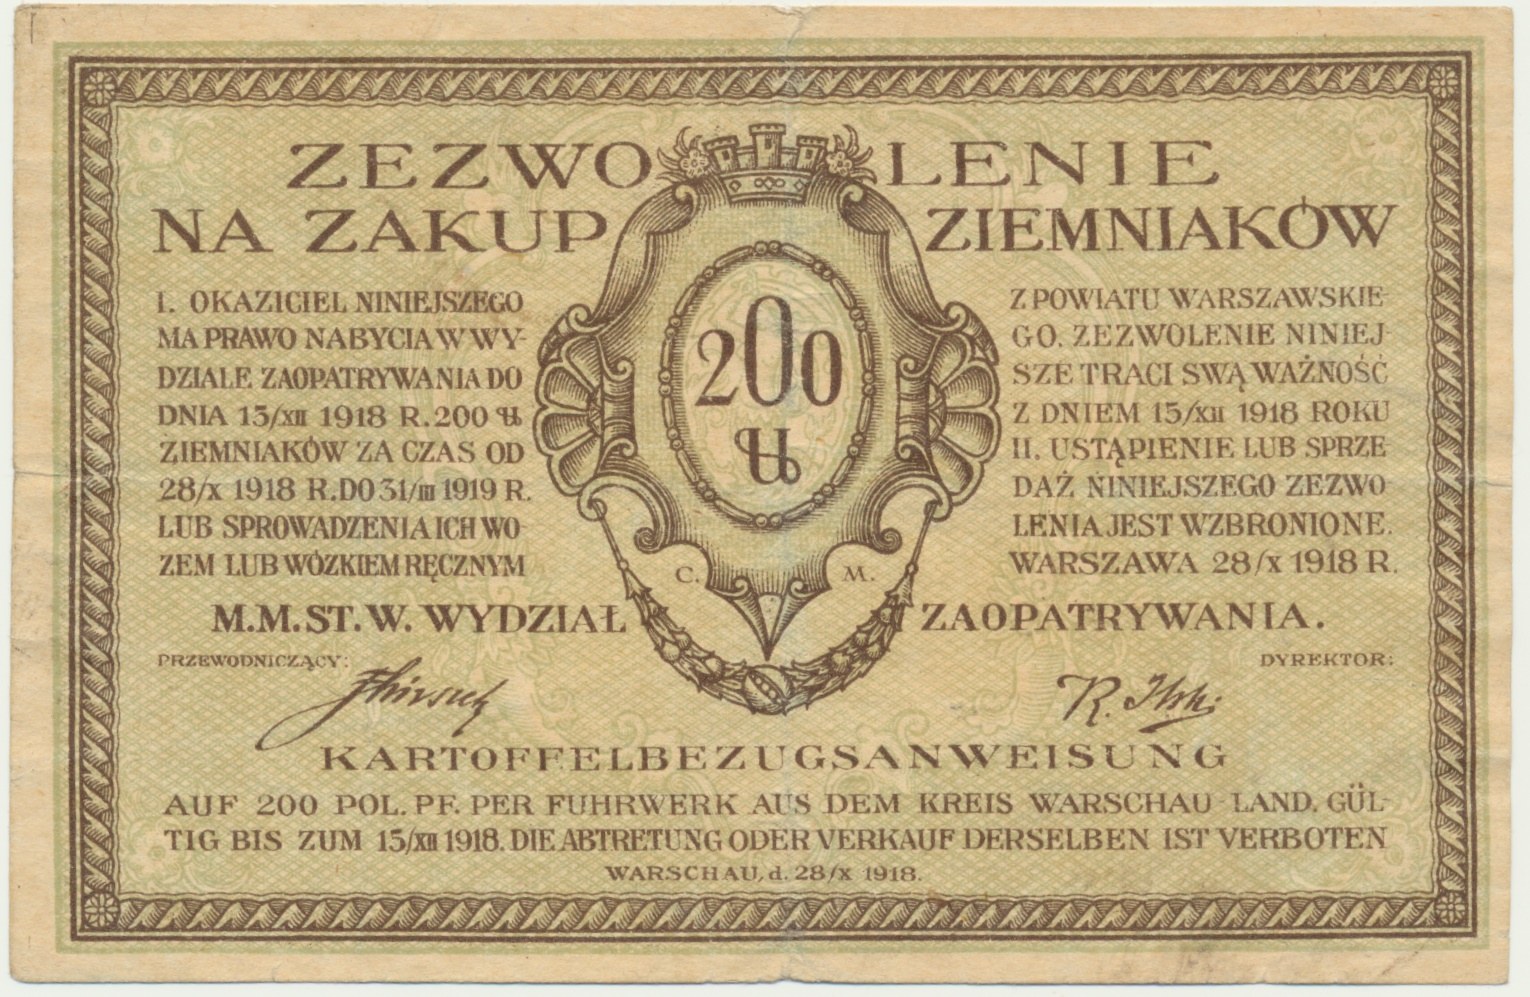 ZEZWOLENIE
NA ZAKUP ZIEMNIAKÓW
I. OKAZICIEL NINIEJSZEGO
MA PRAWO NABYCIA W WY-
DZIALE ZAOPATRYWANIA DO
DNIA 15/XII 1918 R. 200 ℔
ZIEMNIAKÓW ZA CZAS OD
28/X 1918 R. DO 31/III 1919 R.
LUB SPROWADZENIA ICH WO
ZEM LUB WÓZKIEM RĘCZNYM
200
℔
C. M.
Z POWIATU WARSZAWSKIE-
GO. ZEZWOLENIE NINIEJ-
SZE TRACI SWĄ WAŻNOŚĆ
Z DNIEM 15/XII 1918 ROKU
II. USTĄPIENIE LUB SPRZE
DAŻ NINIEJSZEGO ZEZWO
LENIA JEST WZBRONIONE.
WARSZAWA 28/X 1918 R.
M.M.ST.W. WYDZIAŁ ZAOPATRYWANIA.
PRZEWODNICZĄCY: DYREKTOR:
KARTOFFELBEZUGSANWEISUNG
AUF 200 POL. PF. PER FUHRWERK AUS DEM KREIS WARSCHAU-LAND. GÜL-
TIG BIS ZUM 15/XII 1918. DIE ABTRETUNG ODER VERKAUF DERSELBEN IST VERBOTEN
WARSCHAU, d. 28/X 1918.